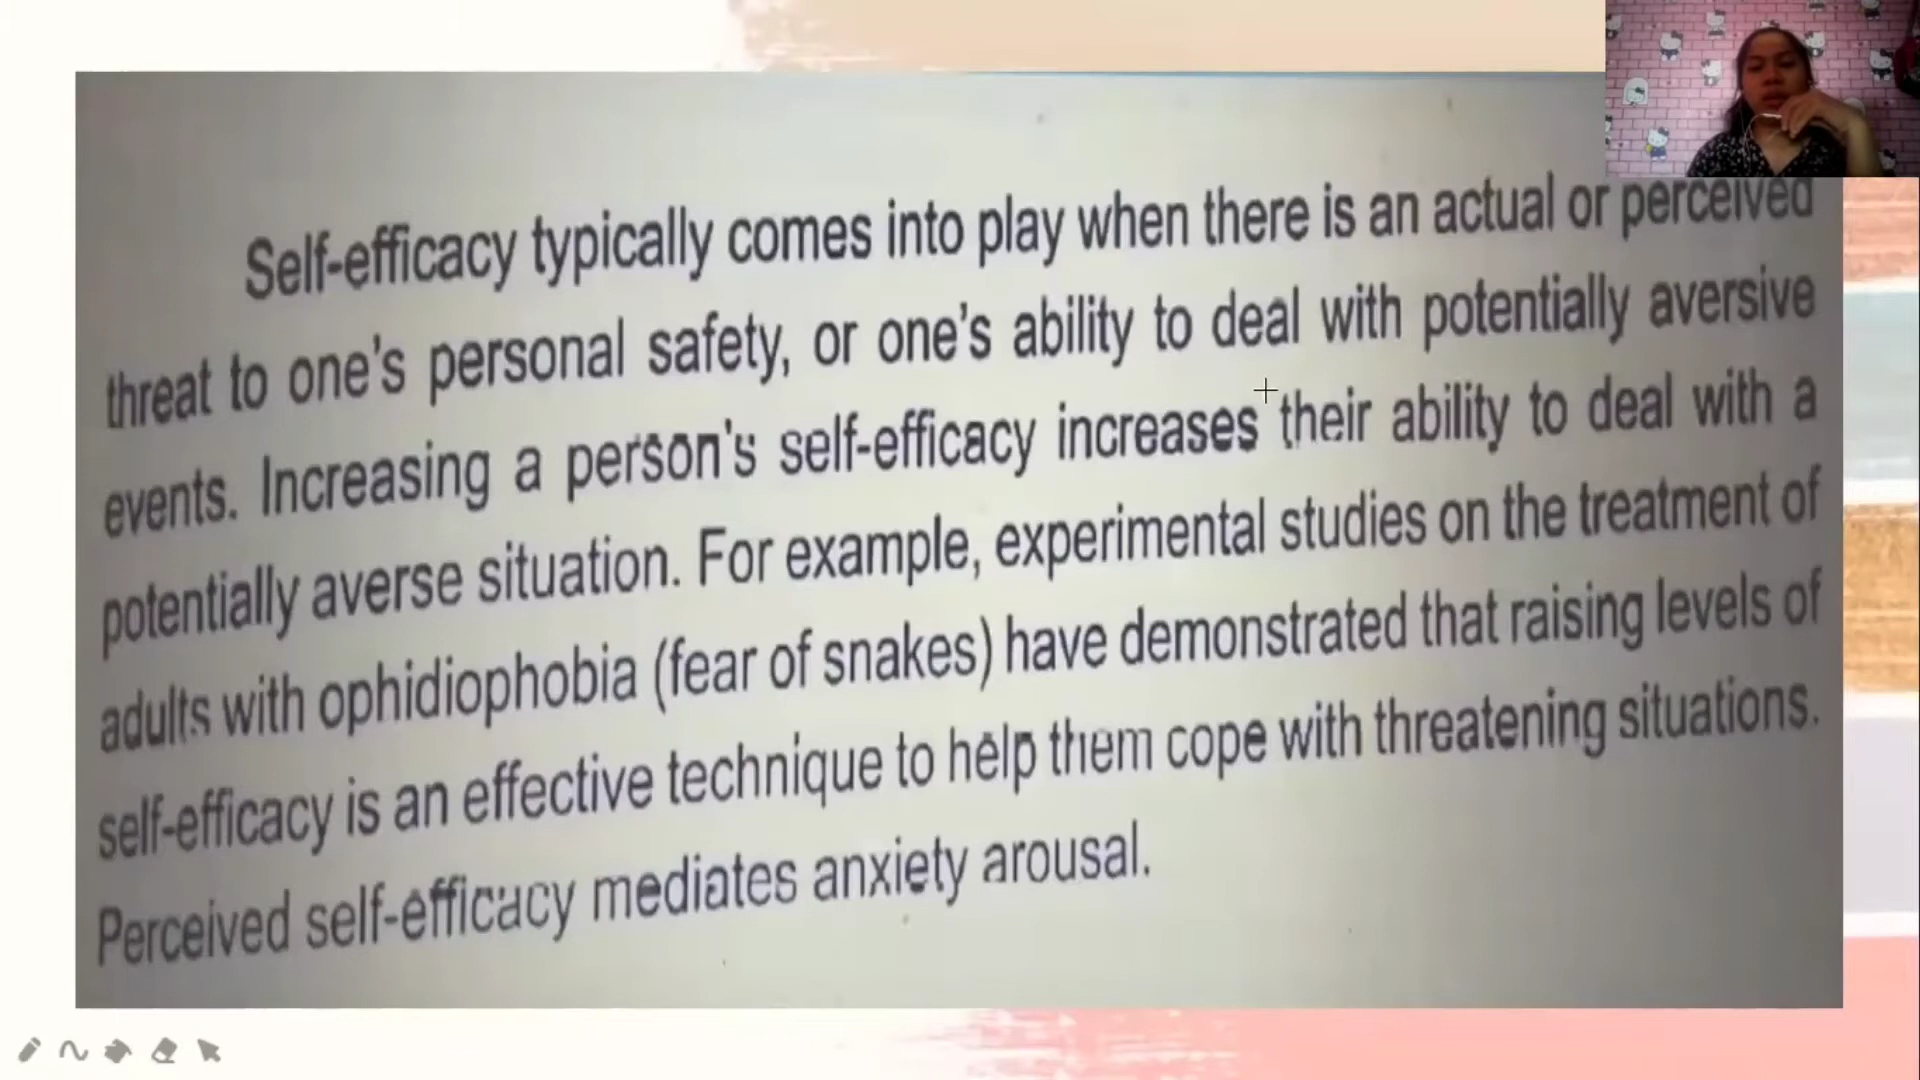 Self-efficacy typically comes into play when there is an actual or perceived
threat to one's personal safety, or one's ability to deal with potentially aversive
events. Increasing a person's self-efficacy increases their ability to deal with a
potentially averse situation. For example, experimental studies on the treatment of
adults with ophidiophobia (fear of snakes) have demonstrated that raising levels of
self-efficacy is an effective technique to help them cope with threatening situations.
Perceived self-efficacy mediates anxiety arousal.